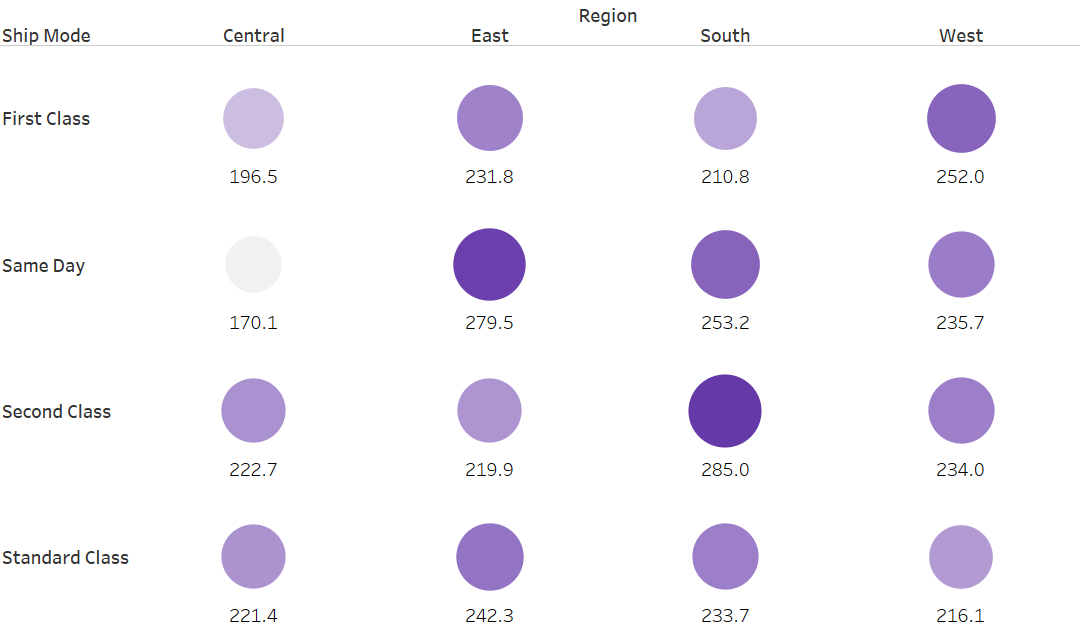 Region
Ship Mode Central East South West
First Class
196.5 231.8 210.8 252.0
Same Day
170.1 279.5 253.2 235.7
Second Class
222.7 219.9 285.0 234.0
Standard Class
221.4 242.3 233.7 216.1